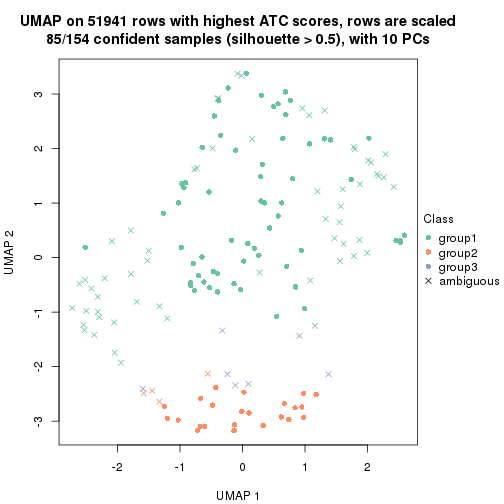 UMAP on 51941 rows with highest ATC scores, rows are scaled
85/154 confident samples (silhouette > 0.5), with 10 PCs
3
2
1
0
-1
-2
-3
UMAP 2
-2
-1
0
1
2
UMAP 1
Class
group1
group2
group3
ambiguous